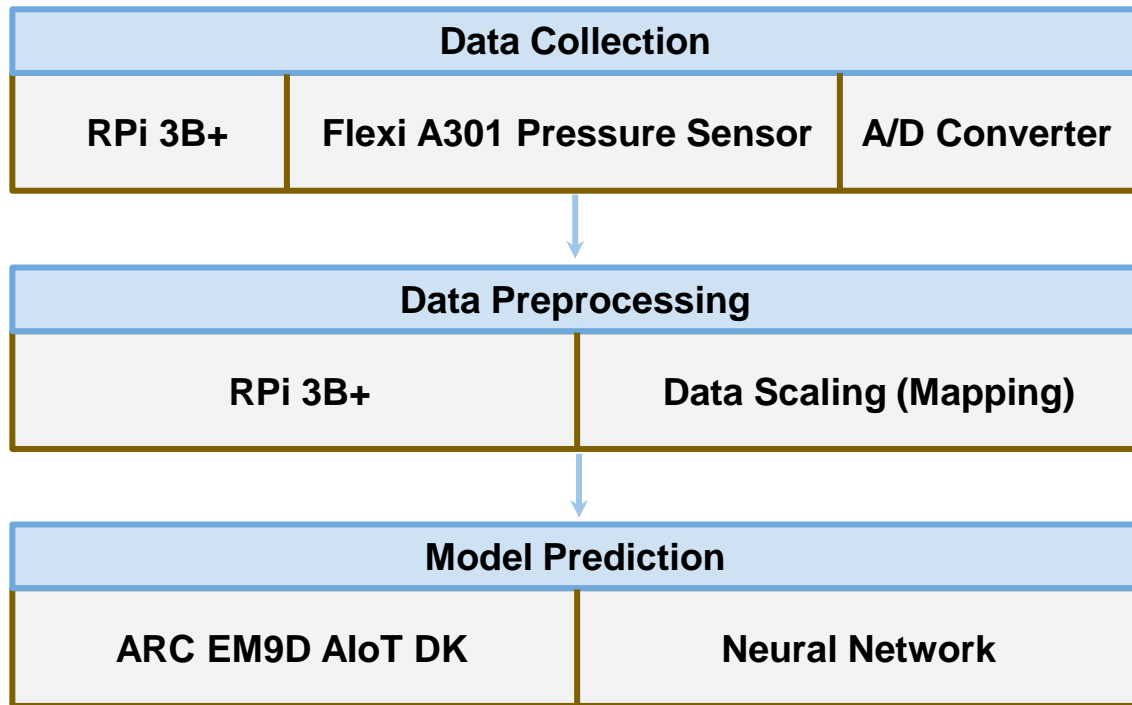 Data Collection
RPi 3B+
Flexi A301 Pressure Sensor
A/D Converter
Data Preprocessing
RPi 3B+
Data Scaling (Mapping)
Model Prediction
ARC EM9D AIoT DK
Neural Network